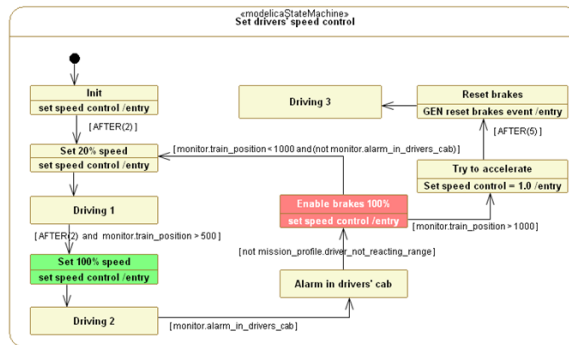 «modelicaStateMachine»
Set drivers' speed control
Init
set speed control /entry
[AFTER(2)]
Set 20% speed
set speed control /entry
Driving 1
[AFTER(2) and monitor.train_position>500]
Set 100% speed
set speed control /entry
Driving 2
[monitor.alarm_in_drivers_cab]
Alarm in drivers' cab
[not mission_profile.driver_not_reacting_range]
Enable brakes 100%
set speed control /entry
[monitor.train_position<1000 and(not monitor.alarm_in_drivers_cab)]
[monitor.train_position>1000]
Try to accelerate
Set speed control = 1.0 /entry
[AFTER(5)]
Reset brakes
GEN reset brakes event /entry
Driving 3